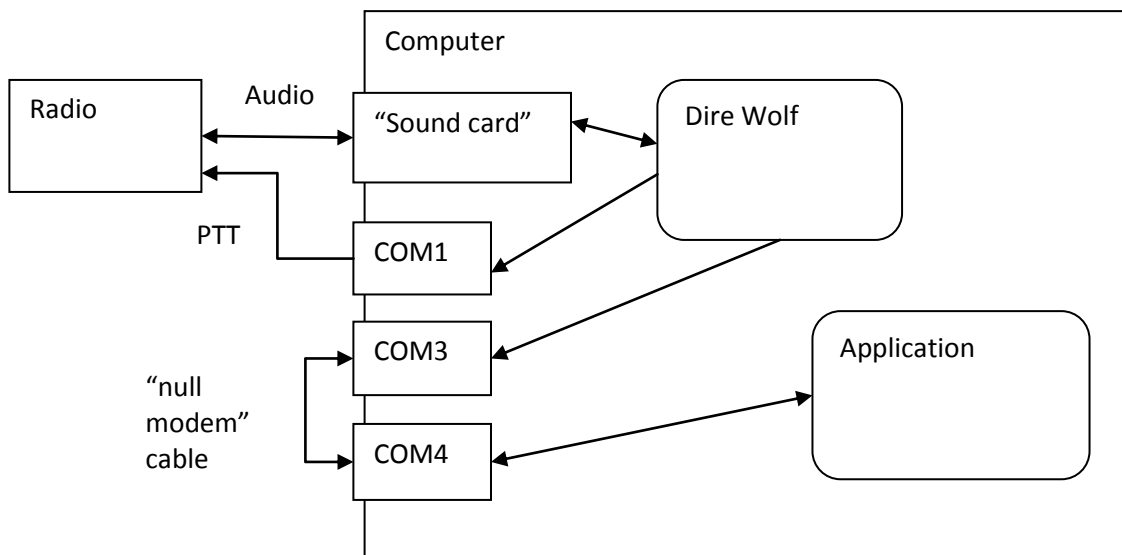 Computer
Radio
Audio
“Sound card”
Dire Wolf
PTT
COM1
COM3
Application
“null
modem”
cable
COM4